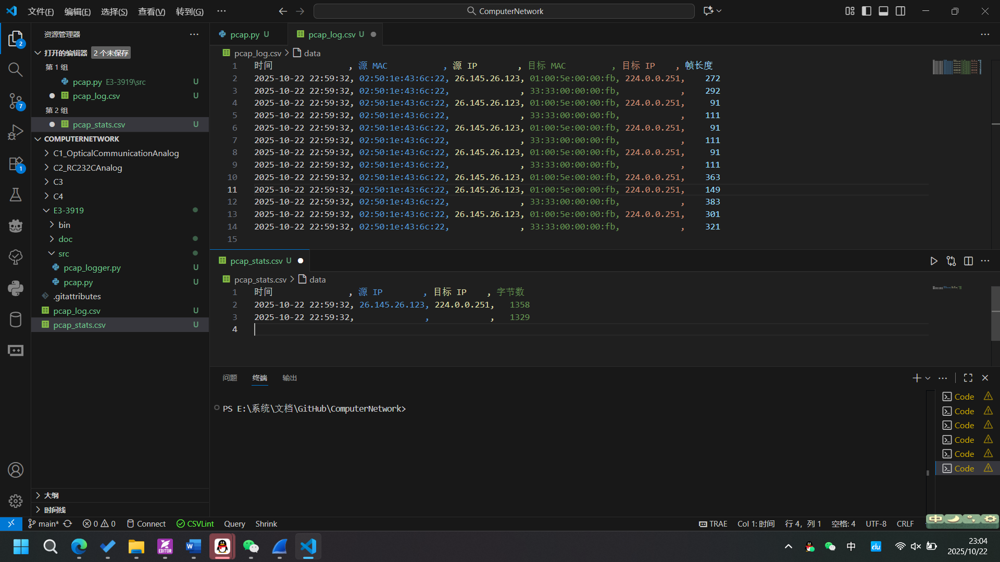 文件(F) 编辑(E) 选择(S) 查看(V) 转到(G) ··· ComputerNetwork
资源管理器
打开的编辑器 2 个未保存
第 1 组
pcap.py E3-3919\src U
pcap_log.csv U
第 2 组
pcap_stats.csv U
COMPUTERNETWORK
C1_OpticalCommunicationAnalog
C2_RC232CAnalog
C3
C4
E3-3919
bin
doc
src
pcap_logger.py U
pcap.py U
.gitattributes
pcap_log.csv U
pcap_stats.csv U
大纲
时间线
2
7
1
pcap.py U pcap_log.csv U
pcap_log.csv > data
1 时间 , 源 MAC , 源 IP , 目标 MAC , 目标 IP , 帧长度
2 2025-10-22 22:59:32, 02:50:1e:43:6c:22, 26.145.26.123, 01:00:5e:00:00:fb, 224.0.0.251, 272
3 2025-10-22 22:59:32, 02:50:1e:43:6c:22, , 33:33:00:00:00:fb, , 292
4 2025-10-22 22:59:32, 02:50:1e:43:6c:22, 26.145.26.123, 01:00:5e:00:00:fb, 224.0.0.251, 91
5 2025-10-22 22:59:32, 02:50:1e:43:6c:22, , 33:33:00:00:00:fb, , 111
6 2025-10-22 22:59:32, 02:50:1e:43:6c:22, 26.145.26.123, 01:00:5e:00:00:fb, 224.0.0.251, 91
7 2025-10-22 22:59:32, 02:50:1e:43:6c:22, , 33:33:00:00:00:fb, , 111
8 2025-10-22 22:59:32, 02:50:1e:43:6c:22, 26.145.26.123, 01:00:5e:00:00:fb, 224.0.0.251, 91
9 2025-10-22 22:59:32, 02:50:1e:43:6c:22, , 33:33:00:00:00:fb, , 111
10 2025-10-22 22:59:32, 02:50:1e:43:6c:22, 26.145.26.123, 01:00:5e:00:00:fb, 224.0.0.251, 363
11 2025-10-22 22:59:32, 02:50:1e:43:6c:22, 26.145.26.123, 01:00:5e:00:00:fb, 224.0.0.251, 149
12 2025-10-22 22:59:32, 02:50:1e:43:6c:22, , 33:33:00:00:00:fb, , 383
13 2025-10-22 22:59:32, 02:50:1e:43:6c:22, 26.145.26.123, 01:00:5e:00:00:fb, 224.0.0.251, 301
14 2025-10-22 22:59:32, 02:50:1e:43:6c:22, , 33:33:00:00:00:fb, , 321
15
pcap_stats.csv U
pcap_stats.csv > data
1 时间 , 源 IP , 目标 IP , 字节数
2 2025-10-22 22:59:32, 26.145.26.123, 224.0.0.251, 1358
3 2025-10-22 22:59:32, , , 1329
4
问题 终端 输出
PS E:\系统\文档\GitHub\ComputerNetwork>
Code
Code
Code
Code
Code
Code
main* 0 0 Connect CSVLint Query Shrink TRAE Col 1: 时间 行 4，列 1 空格: 4 UTF-8 CRLF
中
EDITOR
W
中 du
23:04
2025/10/22